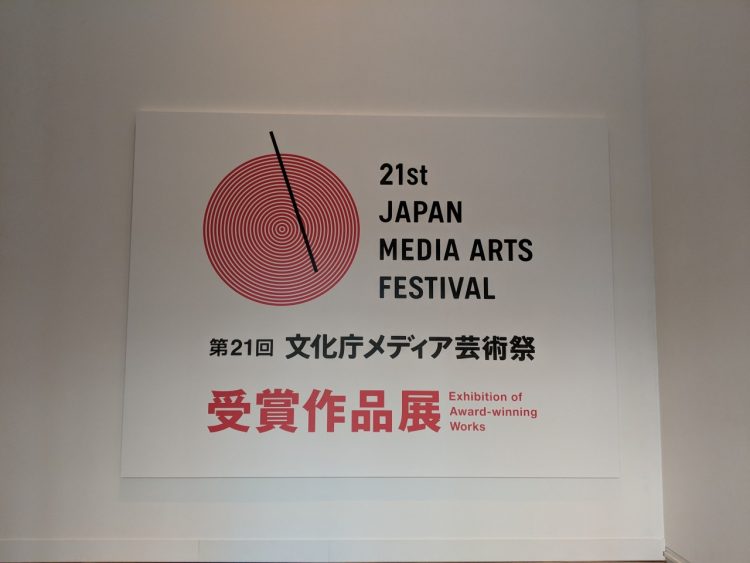 21st
JAPAN
MEDIA ARTS
FESTIVAL
第21回 文化庁メディア芸術祭
受賞作品展
Exhibition of
Award-winning
Works